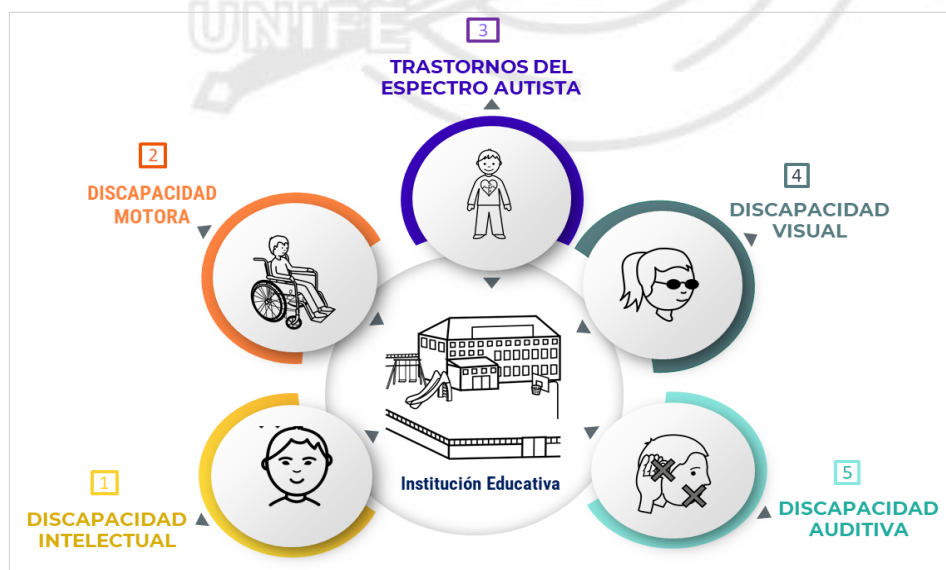 UNIFÉ
3
TRASTORNOS DEL
ESPECTRO AUTISTA
2
DISCAPACIDAD
MOTORA
4
DISCAPACIDAD
VISUAL
Institución Educativa
1
DISCAPACIDAD
INTELECTUAL
5
DISCAPACIDAD
AUDITIVA